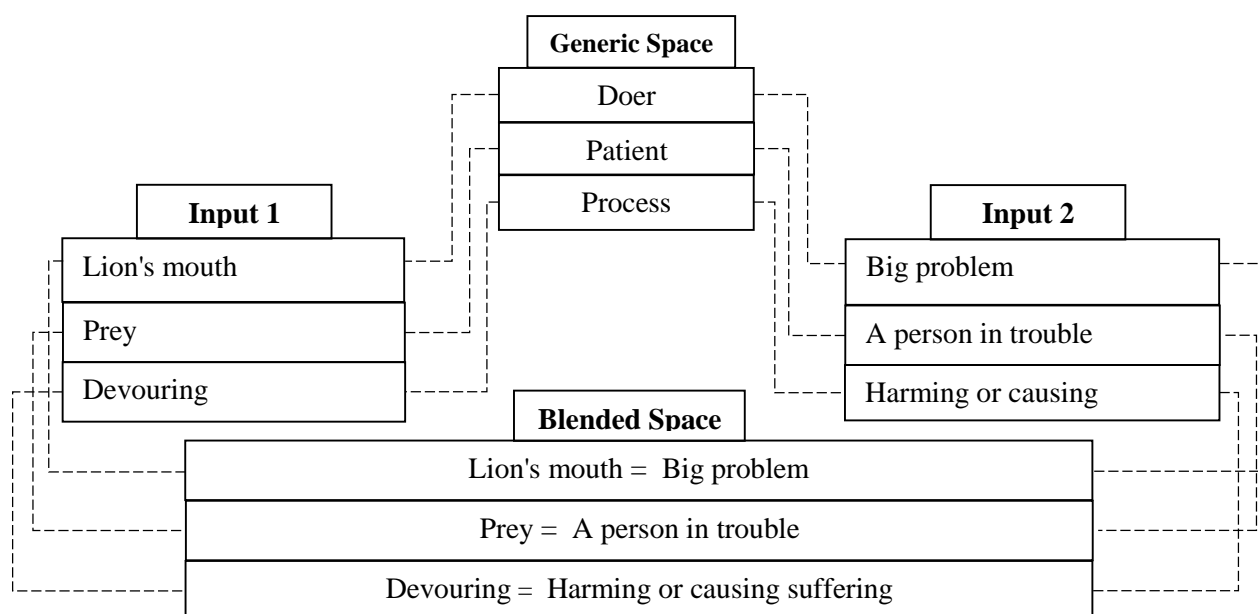 Generic Space
Doer
Patient
Process
Input 1
Lion's mouth
Prey
Devouring
Input 2
Big problem
A person in trouble
Harming or causing
Blended Space
Lion's mouth = Big problem
Prey = A person in trouble
Devouring = Harming or causing suffering